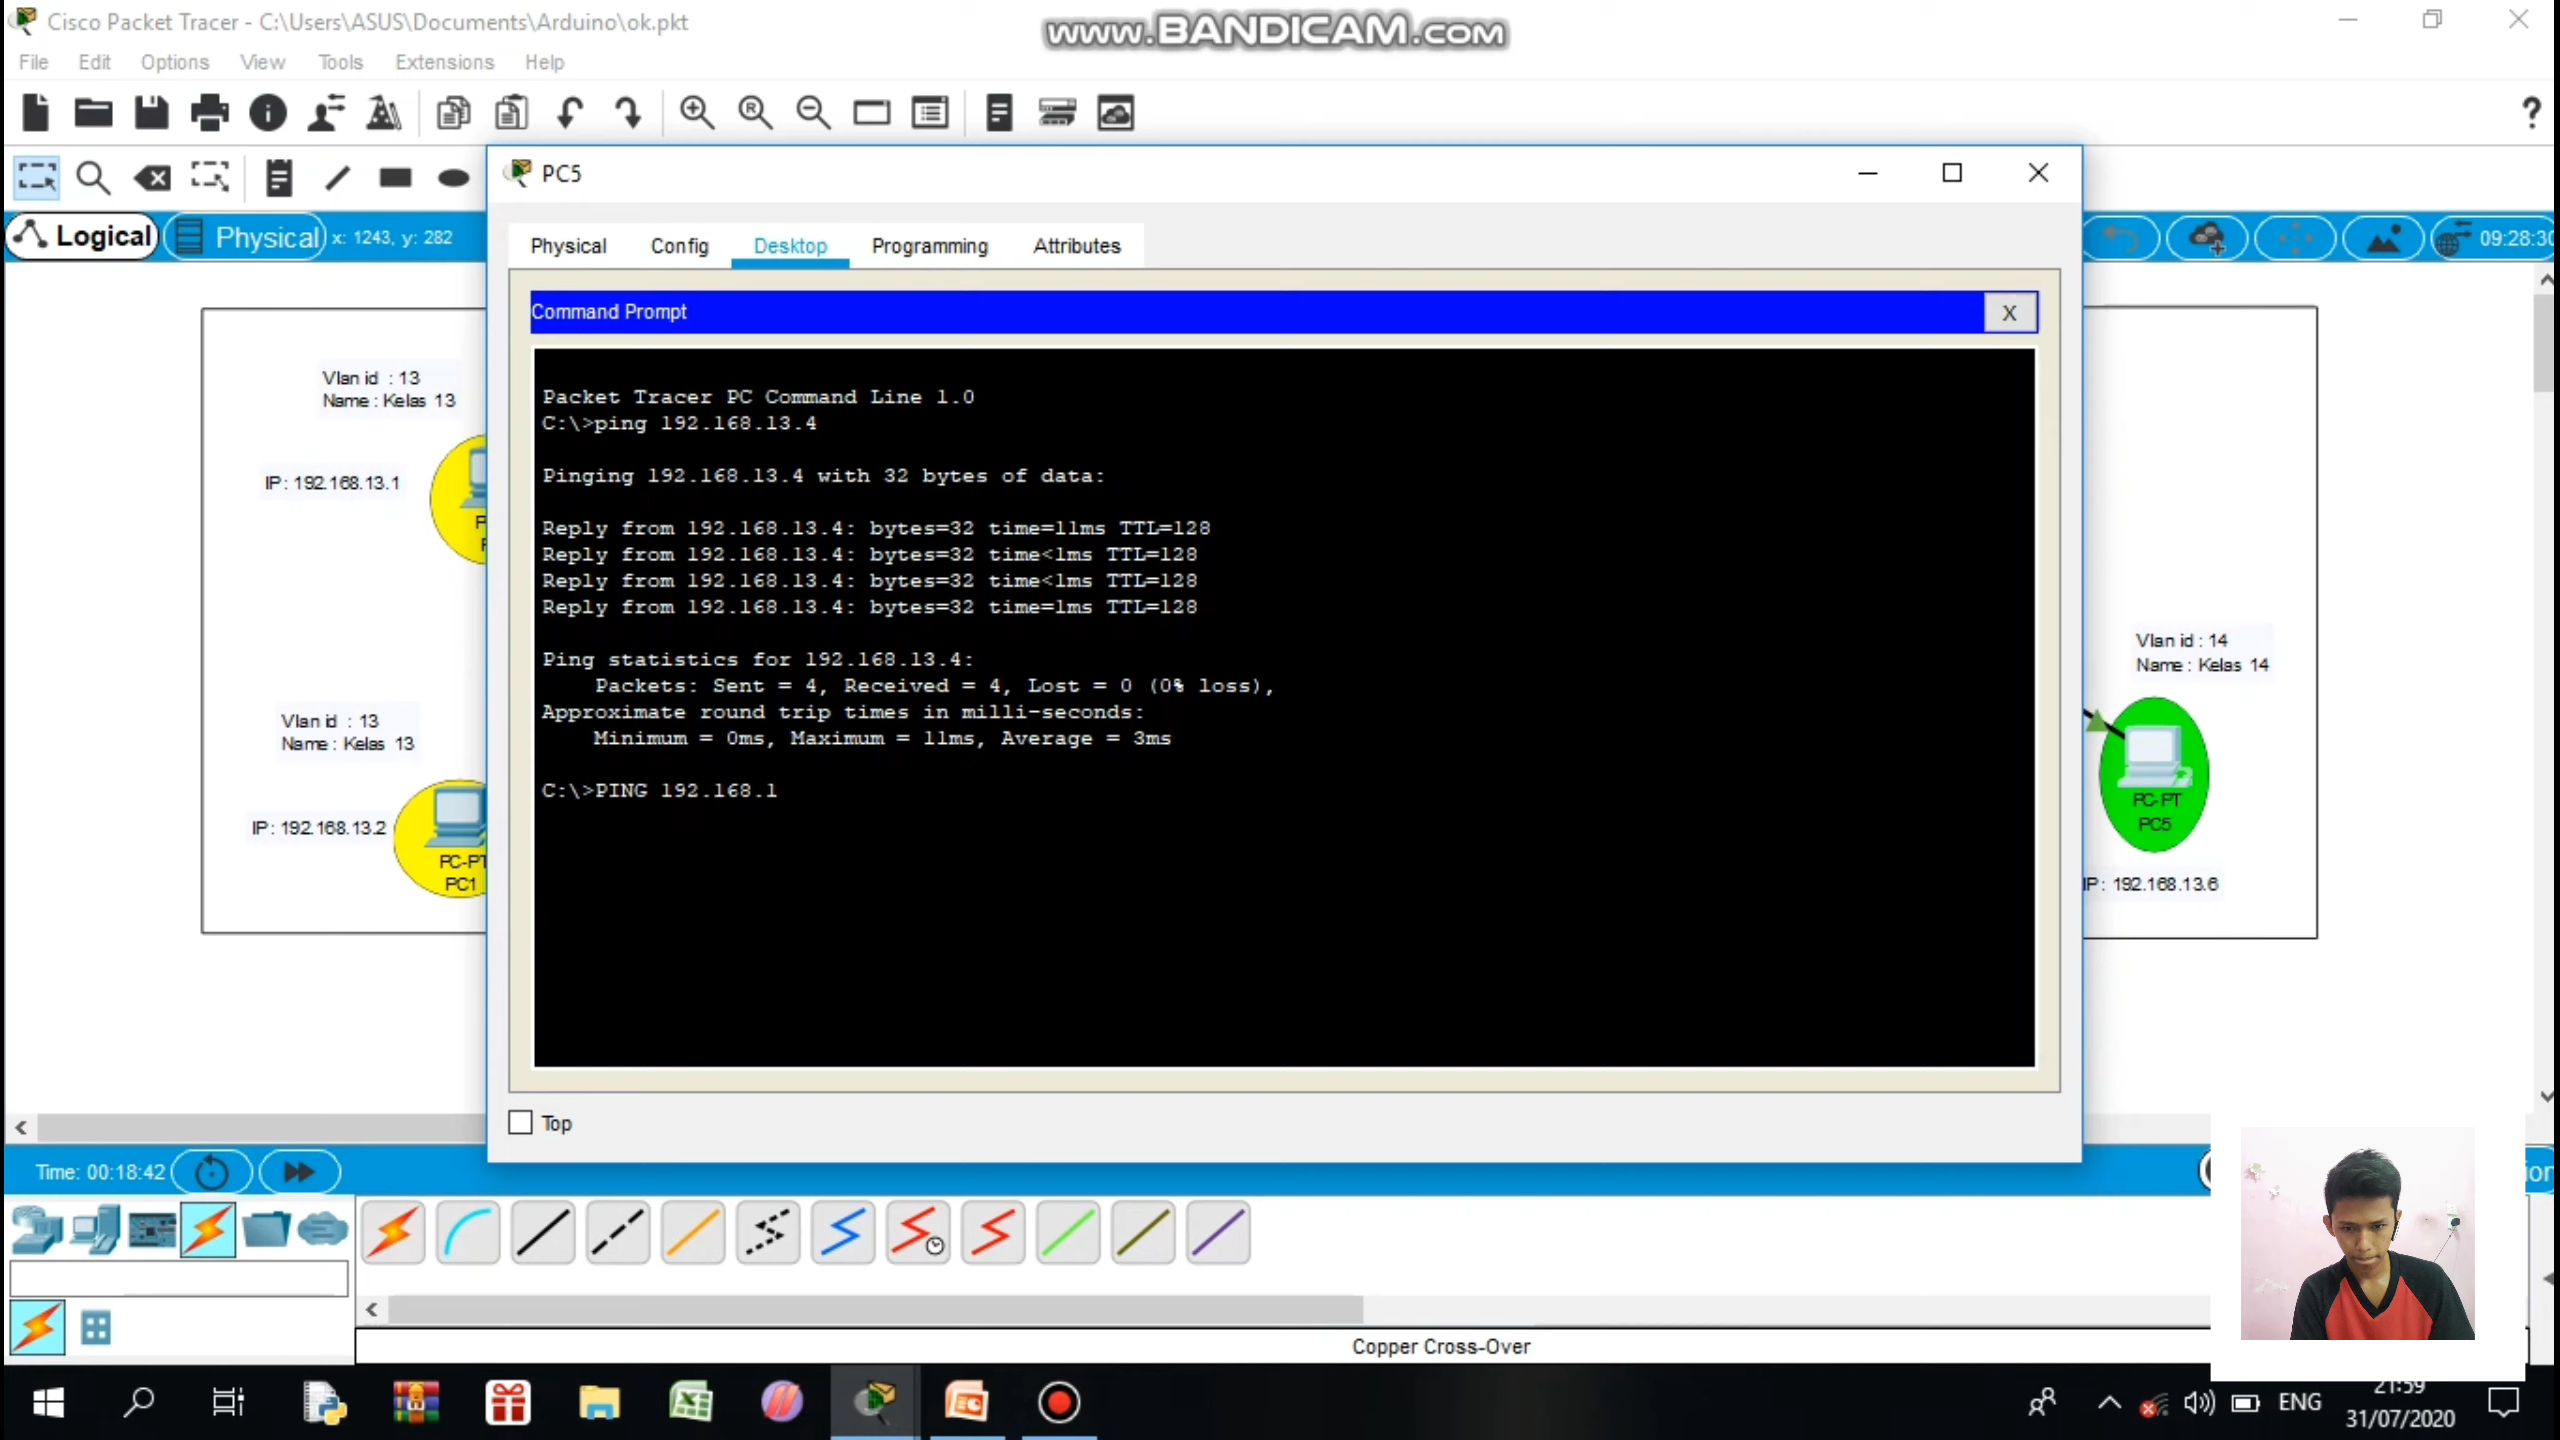 Cisco Packet Tracer - C:\Users\ASUS\Documents\Arduino\ok.pkt
www.BANDICAM.com
File Edit Options View Tools Extensions Help
?
PC5
Logical
Physical
x: 1243, y: 282
09:28:30
Physical Config Desktop Programming Attributes
Command Prompt
X
Packet Tracer PC Command Line 1.0
C:\>ping 192.168.13.4
Pinging 192.168.13.4 with 32 bytes of data:
Reply from 192.168.13.4: bytes=32 time=11ms TTL=128
Reply from 192.168.13.4: bytes=32 time<1ms TTL=128
Reply from 192.168.13.4: bytes=32 time<1ms TTL=128
Reply from 192.168.13.4: bytes=32 time=1ms TTL=128
Ping statistics for 192.168.13.4:
Packets: Sent = 4, Received = 4, Lost = 0 (0% loss),
Approximate round trip times in milli-seconds:
Minimum = 0ms, Maximum = 11ms, Average = 3ms
C:\>PING 192.168.1
Vlan id : 13
Name : Kelas 13
IP : 192.168.13.1
Vlan id : 13
Name : Kelas 13
IP : 192.168.13.2
PC-PT
PC1
Vlan id : 14
Name : Kelas 14
PC-PT
PC5
IP : 192.168.13.6
Top
Time: 00:18:42
Copper Cross-Over
ENG
21:59
31/07/2020